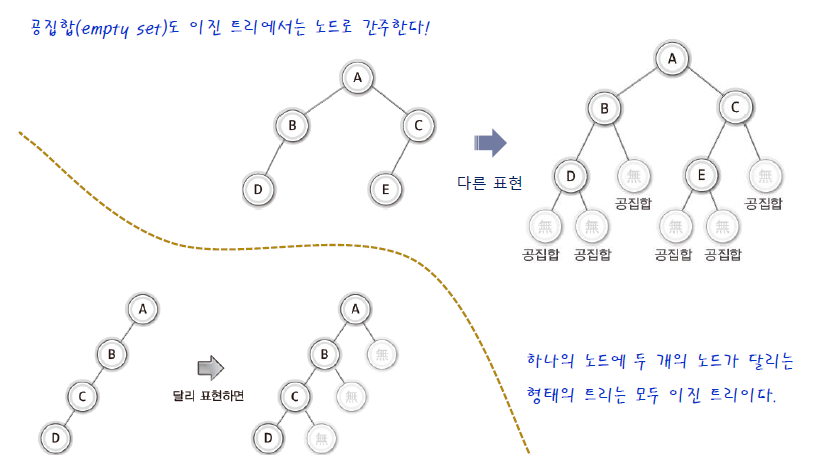 공집합(empty set)도 이진 트리에서는 노드로 간주한다!
A
B
C
D
E
다른 표현
A
B
C
D
無
E
無
공집합
공집합
無
無
無
無
공집합
공집합
공집합
공집합
A
B
C
D
달리 표현하면
A
B
無
C
無
D
無
하나의 노드에 두 개의 노드가 달리는
형태의 트리는 모두 이진 트리이다.